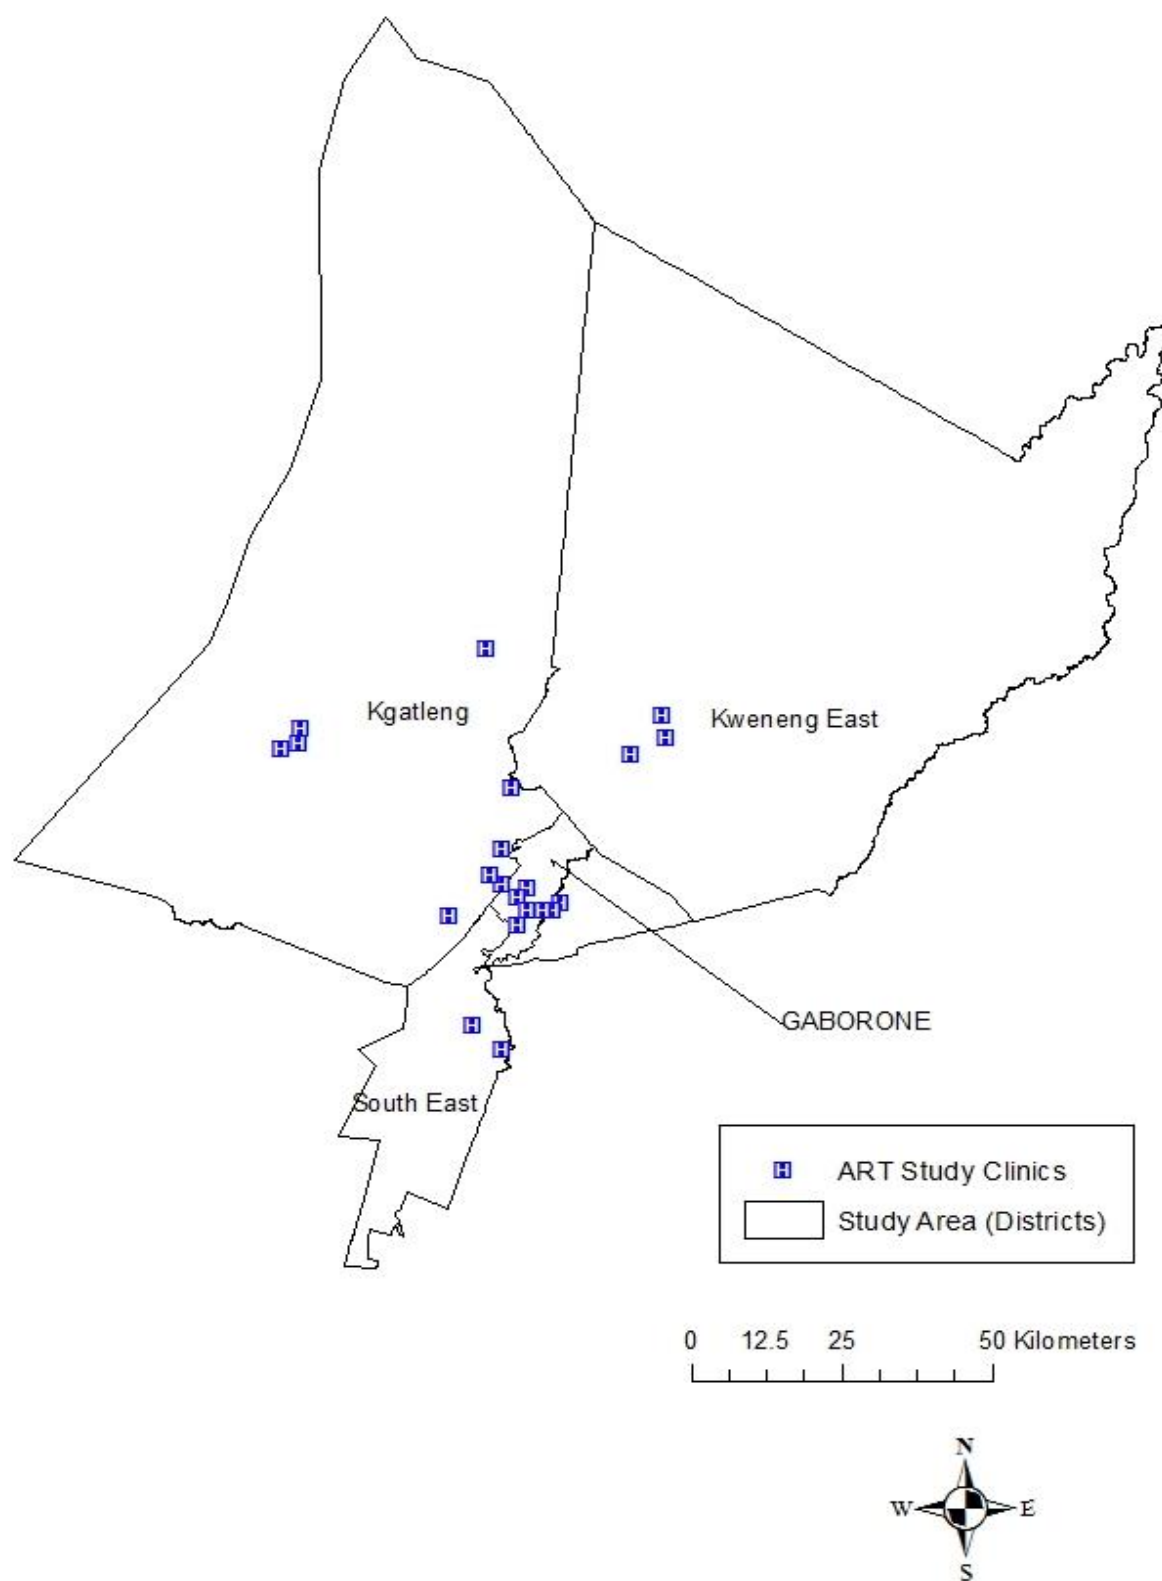 Kgatleng
Kweneng East
GABORONE
South East
H ART Study Clinics
Study Area (Districts)
0 12.5 25 50 Kilometers
N
W E
S